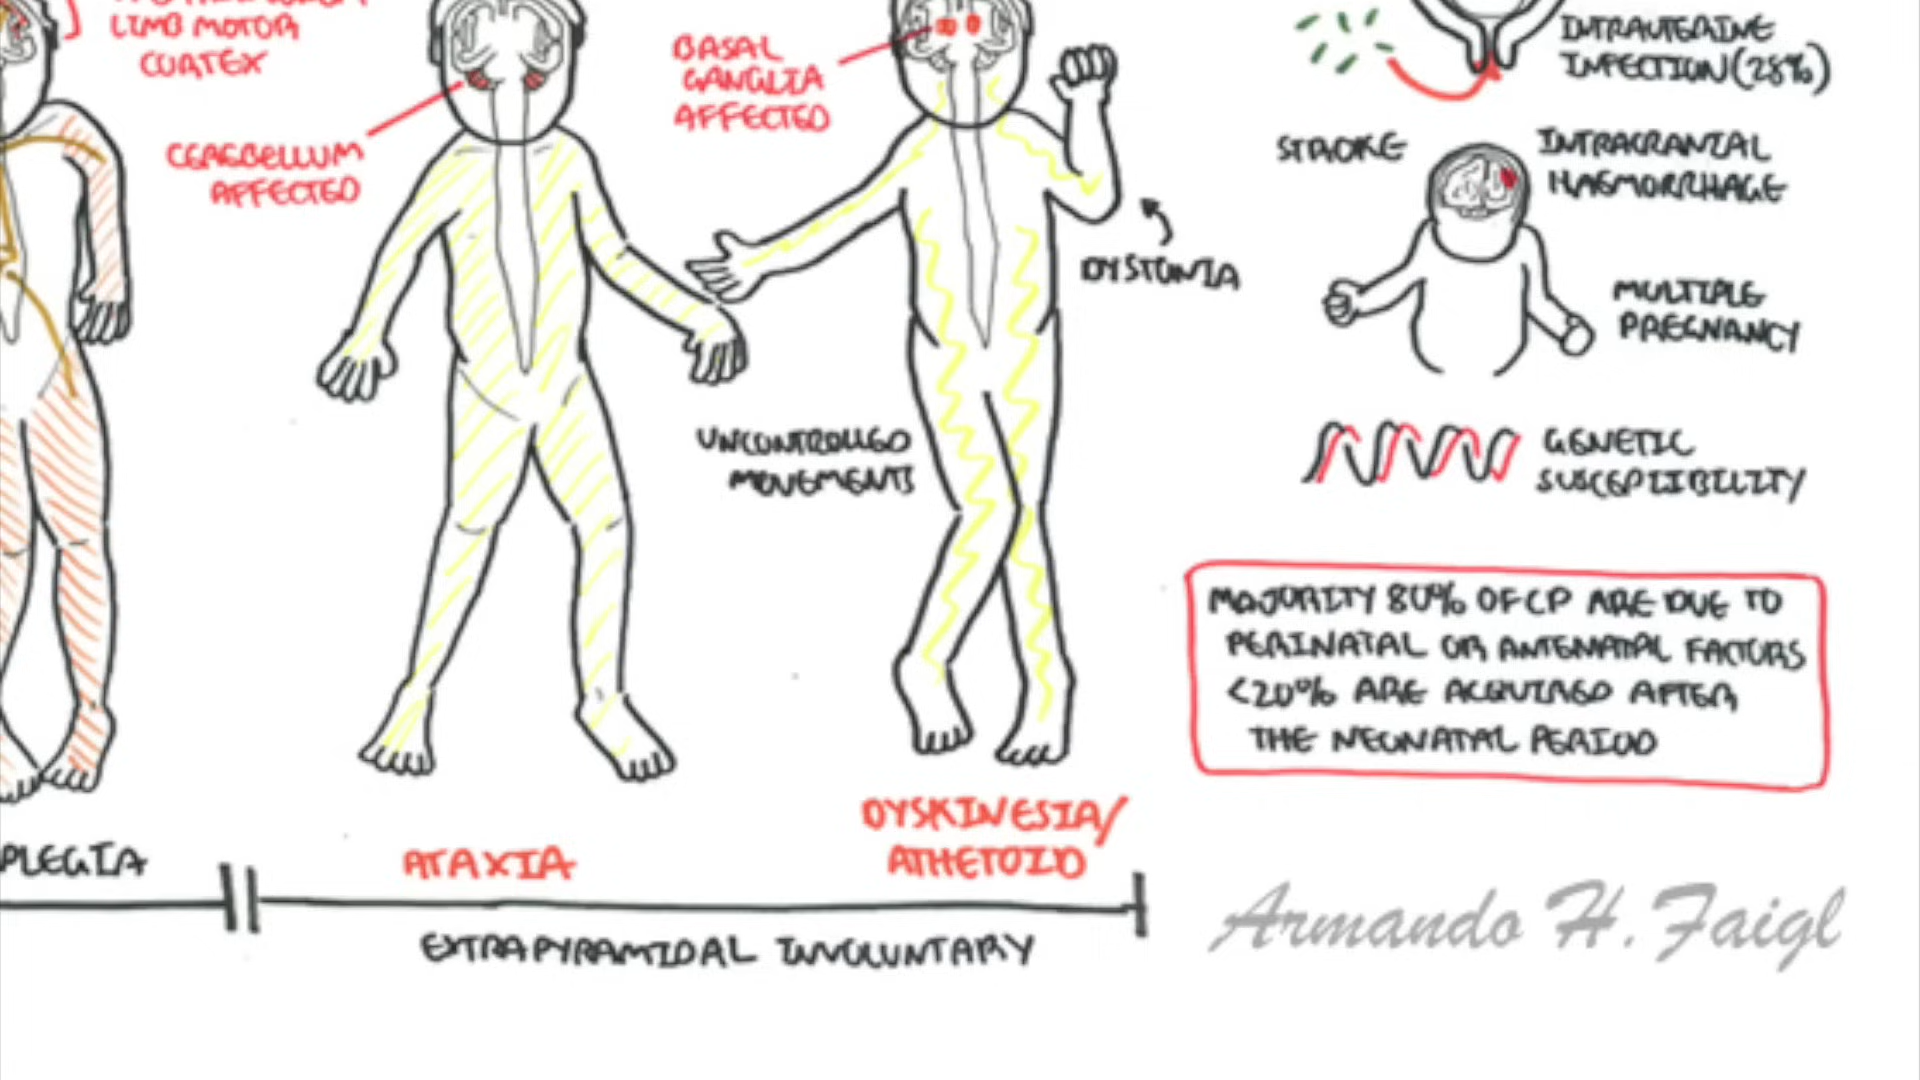 LIMB MOTOR
CORTEX
CEREBELLUM
AFFECTED
BASAL
GANGLIA
AFFECTED
DYSTONIA
UNCONTROLLED
MOVEMENTS
INTRAUTERINE
INFECTION (28%)
STROKE
INTRACRANIAL
HAEMORRHAGE
MULTIPLE
PREGNANCY
GENETIC
SUSCEPTIBILITY
MAJORITY 80% OF CP ARE DUE TO
PERINATAL OR ANTENATAL FACTORS
<20% ARE ACQUIRED AFTER
THE NEONATAL PERIOD
PLEGIA
ATAXIA
DYSKINESIA/
ATHETOID
EXTRAPYRAMIDAL INVOLUNTARY
Armando H. Faigl